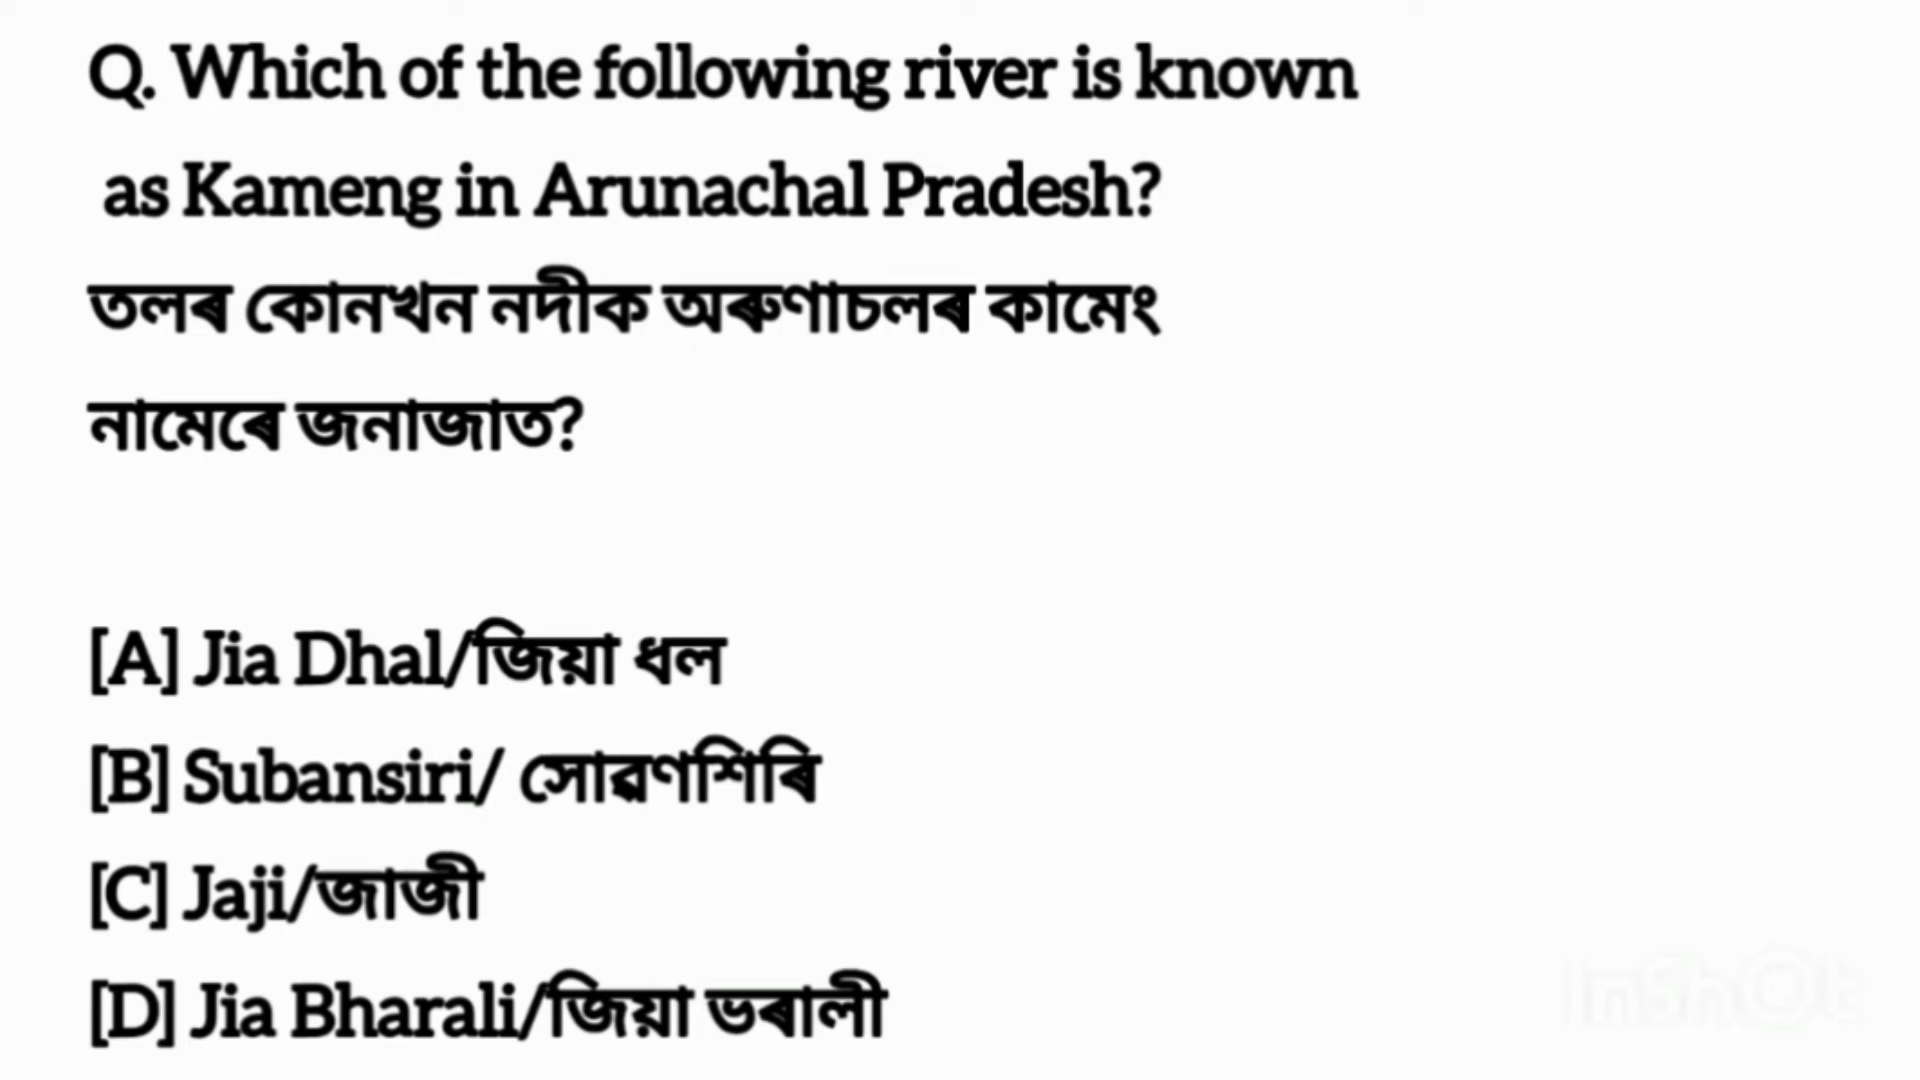 Q. Which of the following river is known
as Kameng in Arunachal Pradesh?
তলৰ কোনখন নদীক অৰুণাচলৰ কামেং
নামেৰে জনাজাত?
[A] Jia Dhal/জিয়া ধল
[B] Subansiri/ সোৱণশিৰি
[C] Jaji/জাজী
[D] Jia Bharali/জিয়া ভৰালী
InShOt